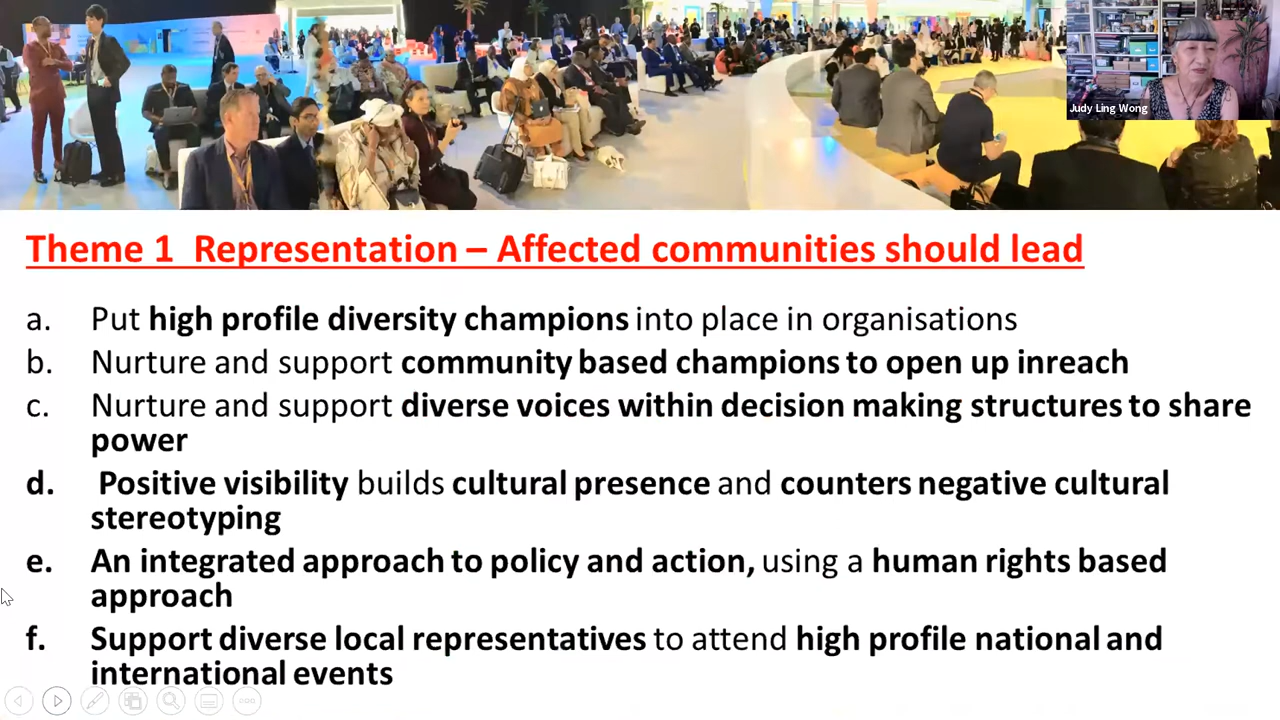 Judy Ling Wong
Theme 1 Representation – Affected communities should lead
a. Put high profile diversity champions into place in organisations
b. Nurture and support community based champions to open up inreach
c. Nurture and support diverse voices within decision making structures to share
power
d. Positive visibility builds cultural presence and counters negative cultural
stereotyping
e. An integrated approach to policy and action, using a human rights based
approach
f. Support diverse local representatives to attend high profile national and
international events